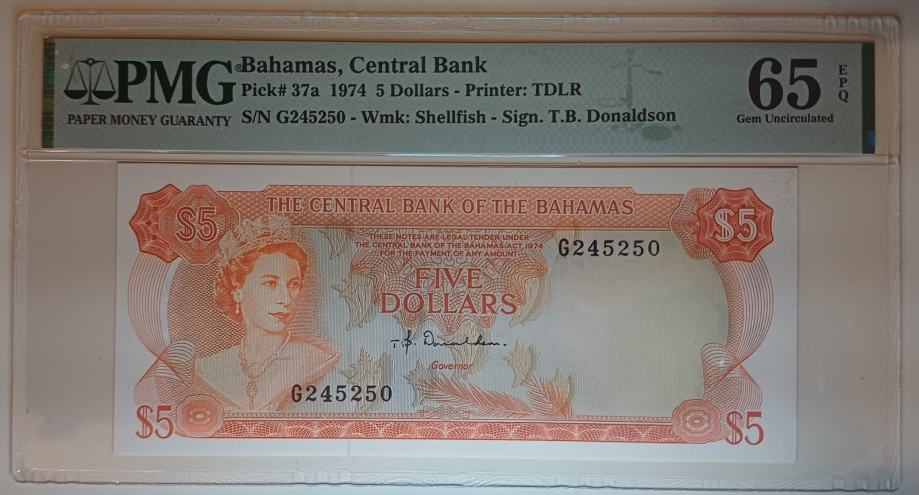 PMG®
PAPER MONEY GUARANTY
Bahamas, Central Bank
Pick# 37a 1974 5 Dollars - Printer: TDLR
S/N G245250 - Wmk: Shellfish - Sign. T.B. Donaldson
65
EPQ
Gem Uncirculated
$5
THE CENTRAL BANK OF THE BAHAMAS
$5
THESE NOTES ARE LEGAL TENDER UNDER
THE CENTRAL BANK OF THE BAHAMAS ACT 1974
FOR THE PAYMENT OF ANY AMOUNT
G245250
FIVE
DOLLARS
T.B. Donaldson.
Governor
G245250
$5
$5